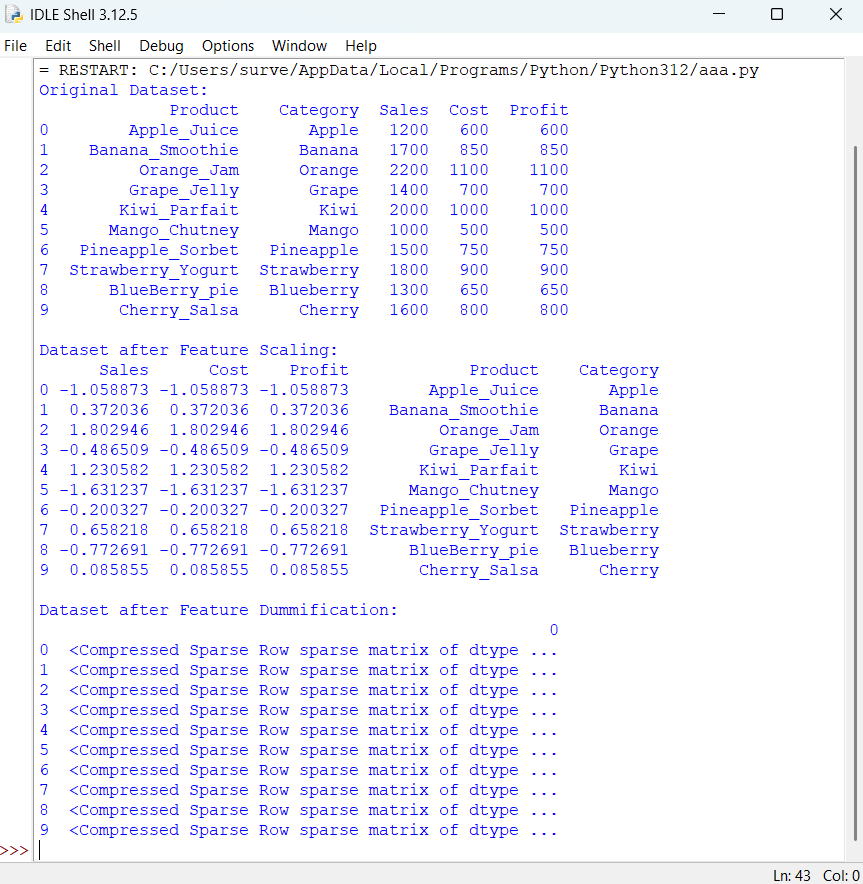 IDLE Shell 3.12.5
File Edit Shell Debug Options Window Help
= RESTART: C:/Users/surve/AppData/Local/Programs/Python/Python312/aaa.py
Original Dataset:
             Product    Category  Sales  Cost  Profit
0        Apple_Juice       Apple   1200   600     600
1    Banana_Smoothie      Banana   1700   850     850
2         Orange_Jam      Orange   2200  1100    1100
3        Grape_Jelly       Grape   1400   700     700
4       Kiwi_Parfait        Kiwi   2000  1000    1000
5      Mango_Chutney       Mango   1000   500     500
6   Pineapple_Sorbet   Pineapple   1500   750     750
7  Strawberry_Yogurt  Strawberry   1800   900     900
8      BlueBerry_pie   Blueberry   1300   650     650
9       Cherry_Salsa      Cherry   1600   800     800
Dataset after Feature Scaling:
      Sales      Cost    Profit            Product    Category
0 -1.058873 -1.058873 -1.058873        Apple_Juice       Apple
1  0.372036  0.372036  0.372036    Banana_Smoothie      Banana
2  1.802946  1.802946  1.802946         Orange_Jam      Orange
3 -0.486509 -0.486509 -0.486509        Grape_Jelly       Grape
4  1.230582  1.230582  1.230582       Kiwi_Parfait        Kiwi
5 -1.631237 -1.631237 -1.631237      Mango_Chutney       Mango
6 -0.200327 -0.200327 -0.200327   Pineapple_Sorbet   Pineapple
7  0.658218  0.658218  0.658218  Strawberry_Yogurt  Strawberry
8 -0.772691 -0.772691 -0.772691      BlueBerry_pie   Blueberry
9  0.085855  0.085855  0.085855       Cherry_Salsa      Cherry
Dataset after Feature Dummification:
                                                   0
0  <Compressed Sparse Row sparse matrix of dtype ...
1  <Compressed Sparse Row sparse matrix of dtype ...
2  <Compressed Sparse Row sparse matrix of dtype ...
3  <Compressed Sparse Row sparse matrix of dtype ...
4  <Compressed Sparse Row sparse matrix of dtype ...
5  <Compressed Sparse Row sparse matrix of dtype ...
6  <Compressed Sparse Row sparse matrix of dtype ...
7  <Compressed Sparse Row sparse matrix of dtype ...
8  <Compressed Sparse Row sparse matrix of dtype ...
9  <Compressed Sparse Row sparse matrix of dtype ...
>>>
Ln: 43 Col: 0